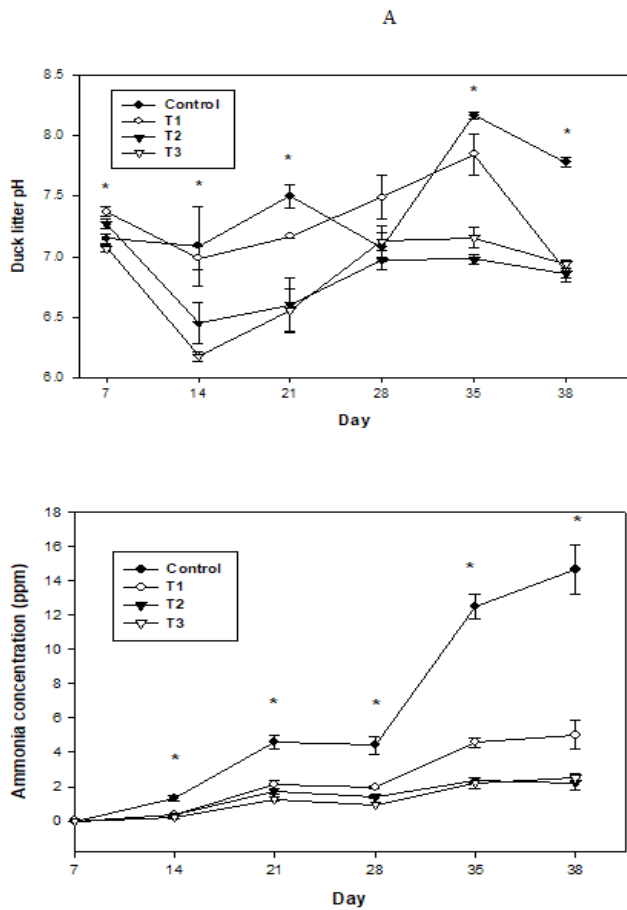 A
8.5
*
*
Control
T1
T2
T3
8.0
*
*
*
7.5
Duck litter pH
7.0
6.5
6.0
7 14 21 28 35 38
Day
18
*
16
Control
T1
T2
T3
14
*
12
10
Ammonia concentration (ppm)
8
*
*
6
4
*
2
0
7 14 21 28 35 38
Day